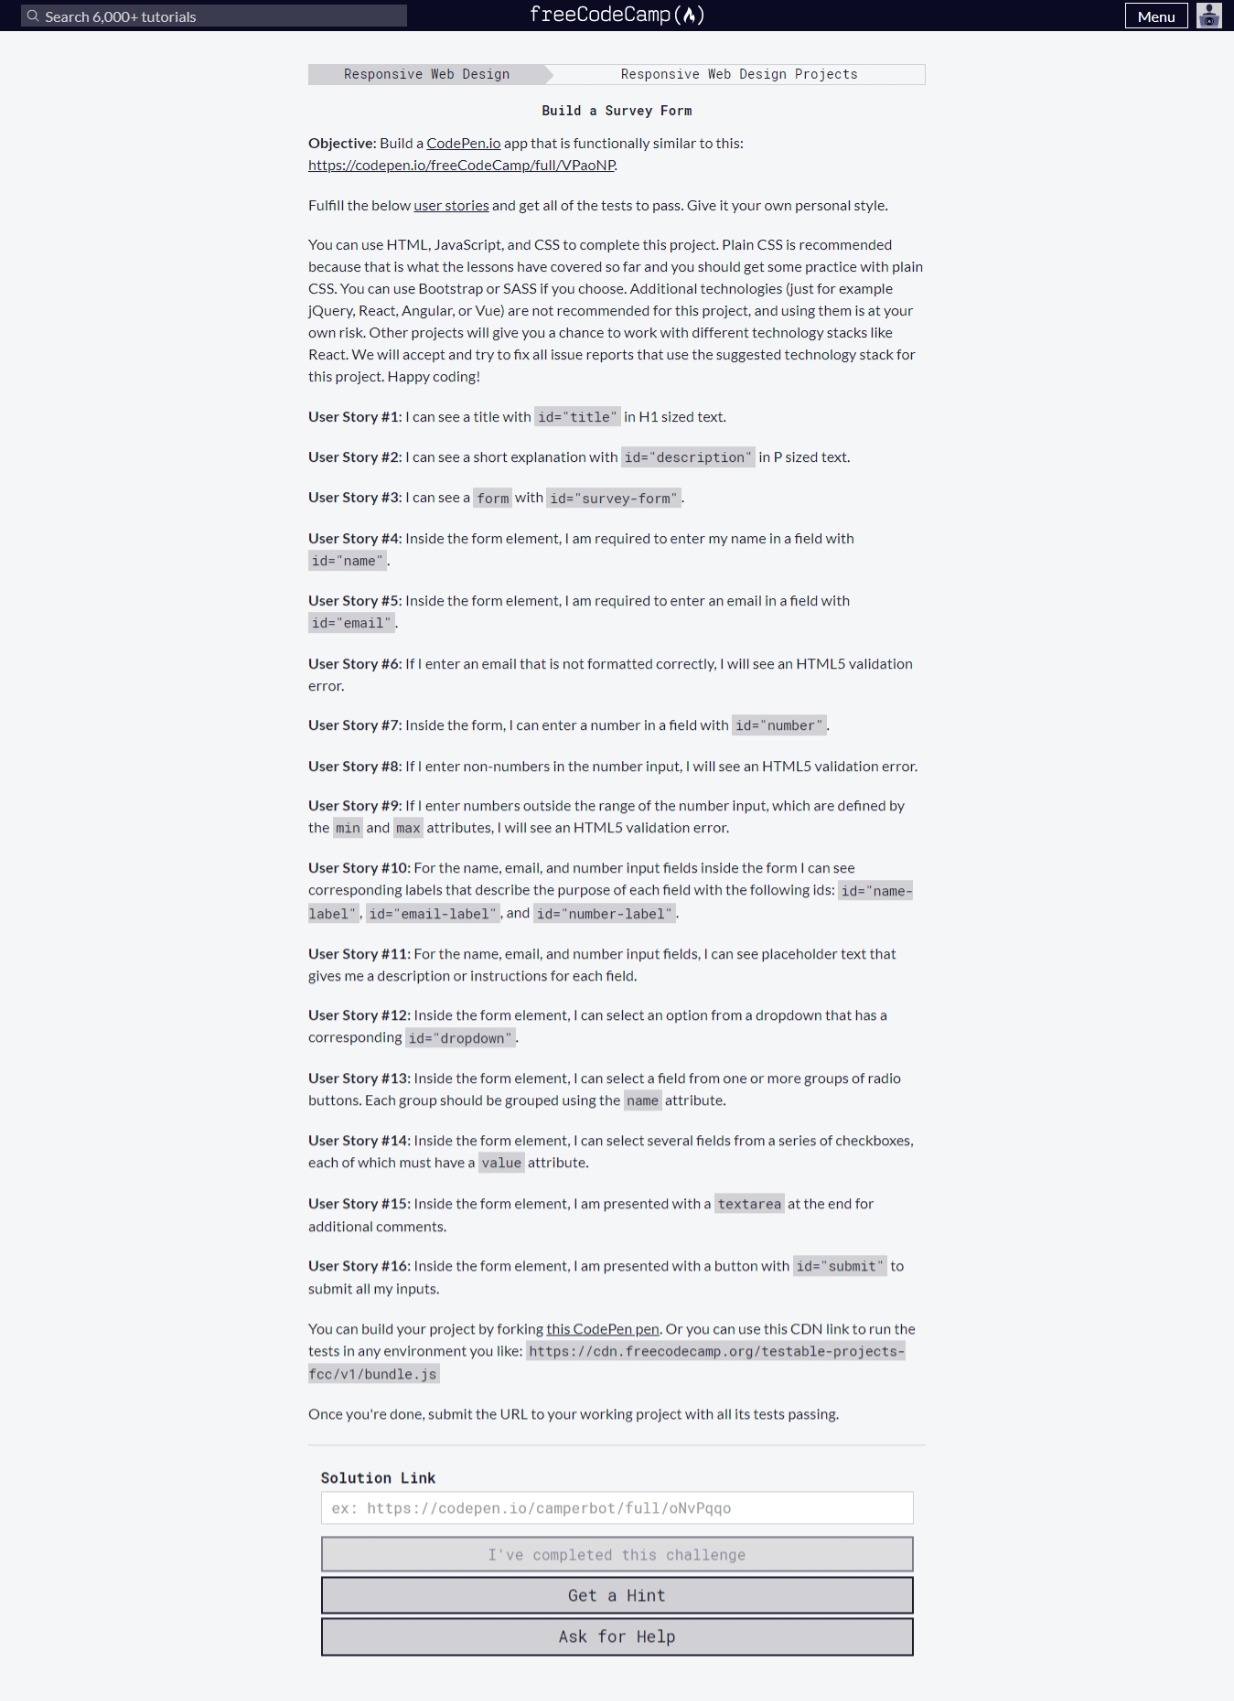 Search 6,000+ tutorials
freeCodeCamp
Menu
Responsive Web Design
Responsive Web Design Projects
Build a Survey Form
Objective: Build a CodePen.io app that is functionally similar to this:
https://codepen.io/freeCodeCamp/full/VPaoNP.
Fulfill the below user stories and get all of the tests to pass. Give it your own personal style.
You can use HTML, JavaScript, and CSS to complete this project. Plain CSS is recommended
because that is what the lessons have covered so far and you should get some practice with plain
CSS. You can use Bootstrap or SASS if you choose. Additional technologies (just for example
jQuery, React, Angular, or Vue) are not recommended for this project, and using them is at your
own risk. Other projects will give you a chance to work with different technology stacks like
React. We will accept and try to fix all issue reports that use the suggested technology stack for
this project. Happy coding!
User Story #1: I can see a title with id="title" in H1 sized text.
User Story #2: I can see a short explanation with id="description" in P sized text.
User Story #3: I can see a form with id="survey-form".
User Story #4: Inside the form element, I am required to enter my name in a field with
id="name".
User Story #5: Inside the form element, I am required to enter an email in a field with
id="email".
User Story #6: If I enter an email that is not formatted correctly, I will see an HTML5 validation
error.
User Story #7: Inside the form, I can enter a number in a field with id="number".
User Story #8: If I enter non-numbers in the number input, I will see an HTML5 validation error.
User Story #9: If I enter numbers outside the range of the number input, which are defined by
the min and max attributes, I will see an HTML5 validation error.
User Story #10: For the name, email, and number input fields inside the form I can see
corresponding labels that describe the purpose of each field with the following ids: id="name-
label", id="email-label", and id="number-label".
User Story #11: For the name, email, and number input fields, I can see placeholder text that
gives me a description or instructions for each field.
User Story #12: Inside the form element, I can select an option from a dropdown that has a
corresponding id="dropdown".
User Story #13: Inside the form element, I can select a field from one or more groups of radio
buttons. Each group should be grouped using the name attribute.
User Story #14: Inside the form element, I can select several fields from a series of checkboxes,
each of which must have a value attribute.
User Story #15: Inside the form element, I am presented with a textarea at the end for
additional comments.
User Story #16: Inside the form element, I am presented with a button with id="submit" to
submit all my inputs.
You can build your project by forking this CodePen pen. Or you can use this CDN link to run the
tests in any environment you like: https://cdn.freecodecamp.org/testable-projects-
fcc/v1/bundle.js
Once you're done, submit the URL to your working project with all its tests passing.
Solution Link
ex: https://codepen.io/camperbot/full/oNvPqqo
I've completed this challenge
Get a Hint
Ask for Help